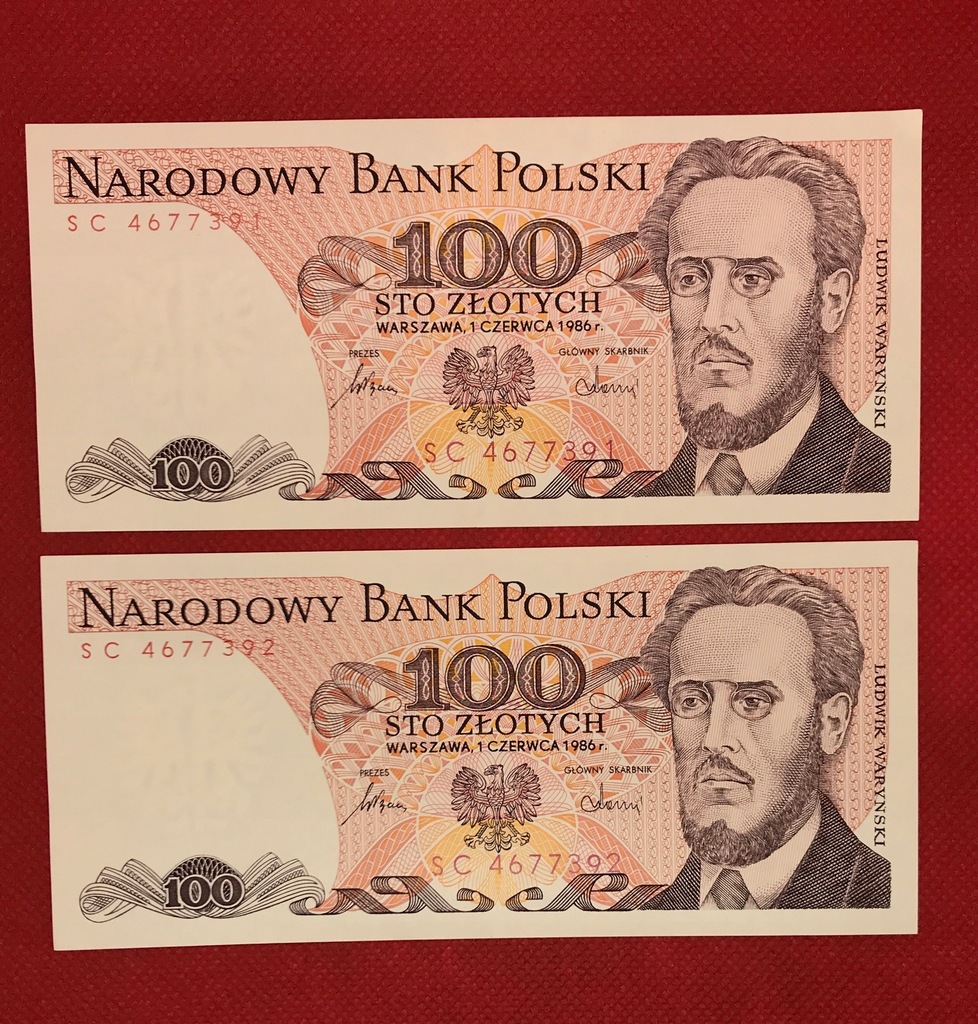 NARODOWY BANK POLSKI
SC 4677391
100
STO ZŁOTYCH
WARSZAWA, 1 CZERWCA 1986 r.
PREZES
GŁÓWNY SKARBNIK
SC 4677391
100
LUDWIK WARYŃSKI
NARODOWY BANK POLSKI
SC 4677392
100
STO ZŁOTYCH
WARSZAWA, 1 CZERWCA 1986 r.
PREZES
GŁÓWNY SKARBNIK
SC 4677392
100
LUDWIK WARYŃSKI